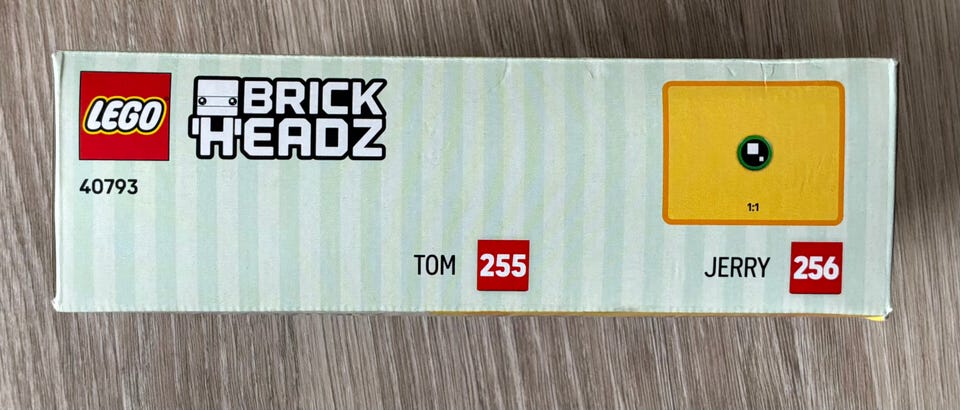 LEGO
BRICK
HEADZ
40793
1:1
TOM 255
JERRY 256